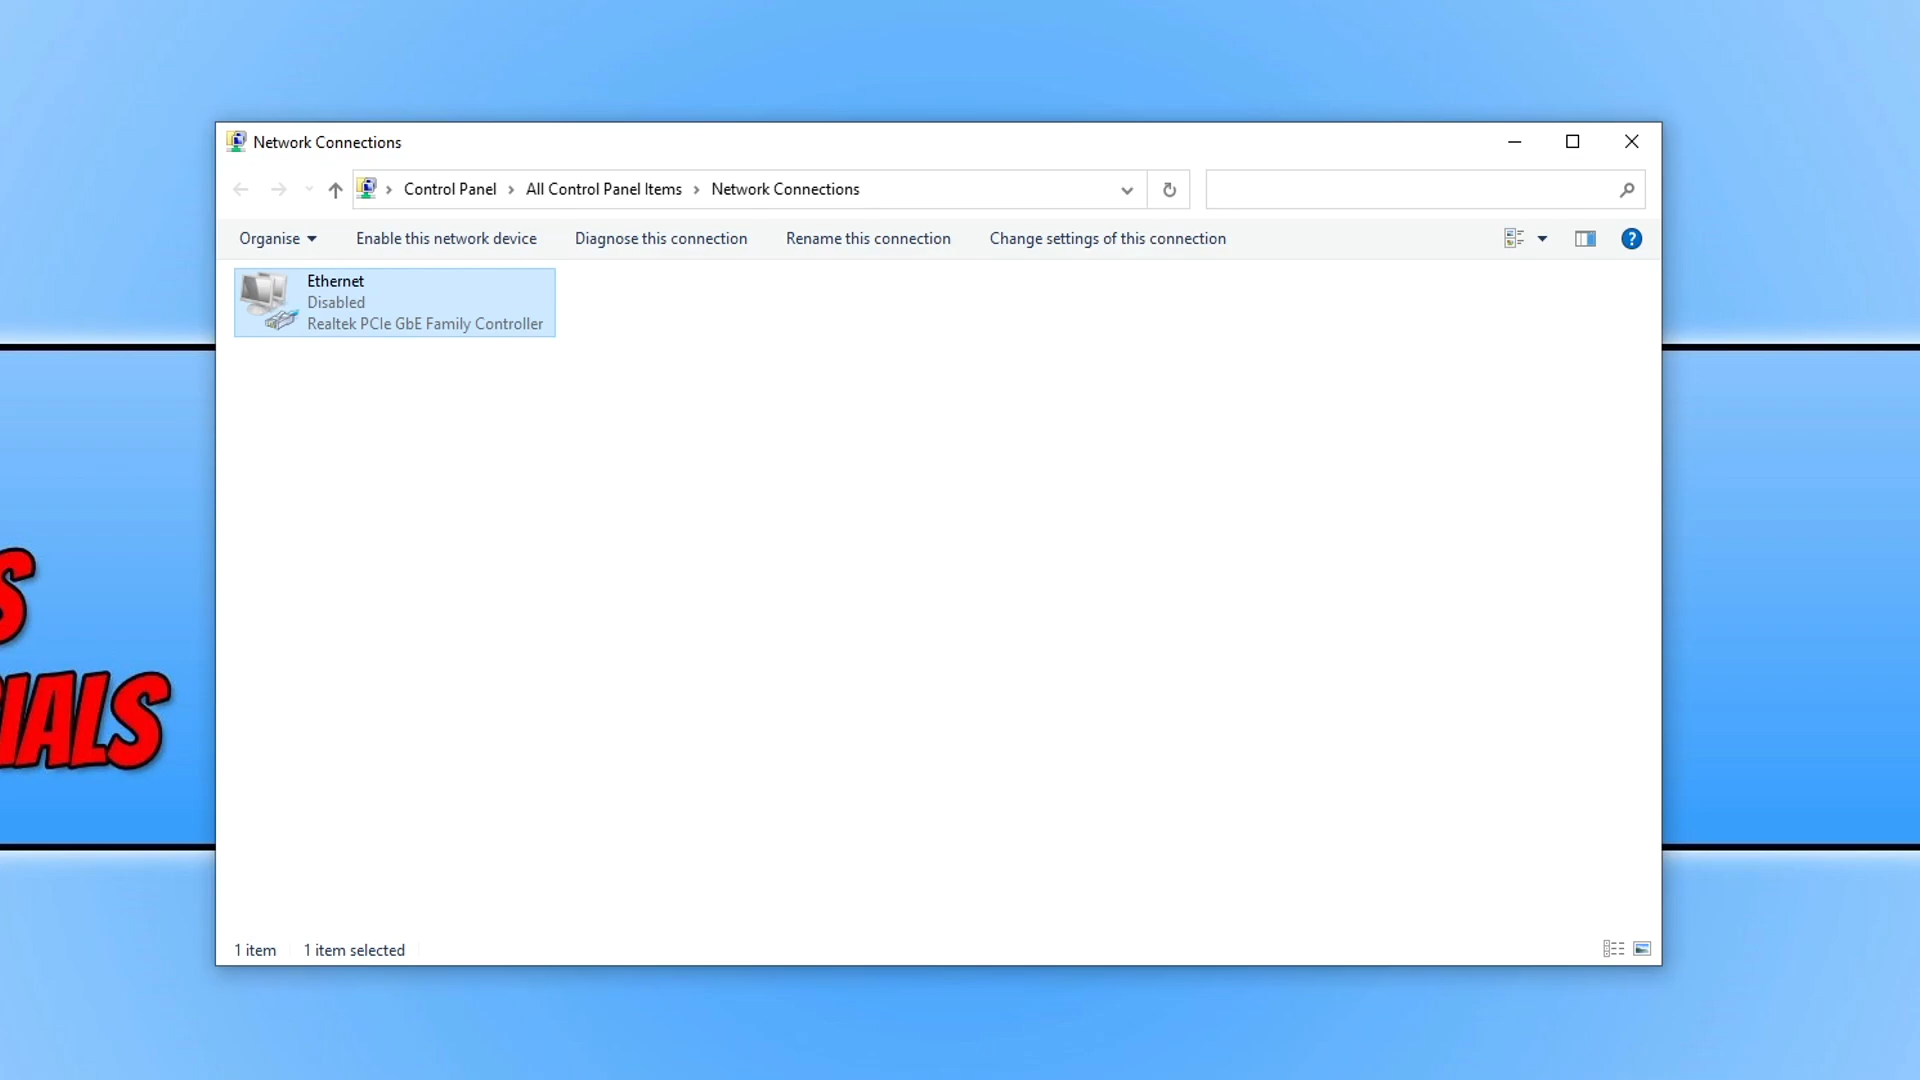 Network Connections
Control Panel > All Control Panel Items > Network Connections
Organise Enable this network device Diagnose this connection Rename this connection Change settings of this connection ?
Ethernet
Disabled
Realtek PCIe GbE Family Controller
S
IALS
1 item 1 item selected